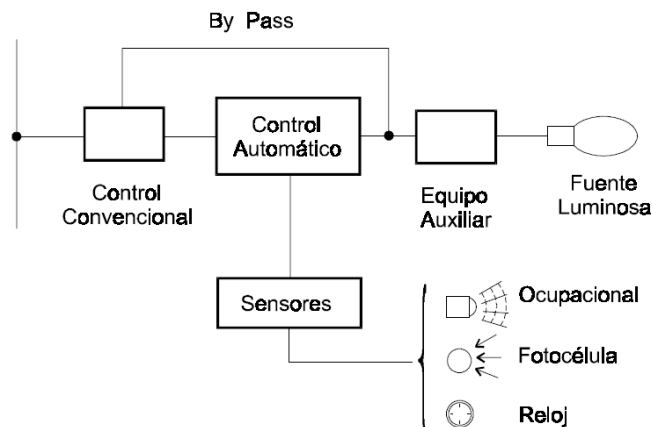 By Pass
Control
Automático
Control
Convencional
Equipo
Auxiliar
Fuente
Luminosa
Sensores
Ocupacional
Fotocélula
Reloj